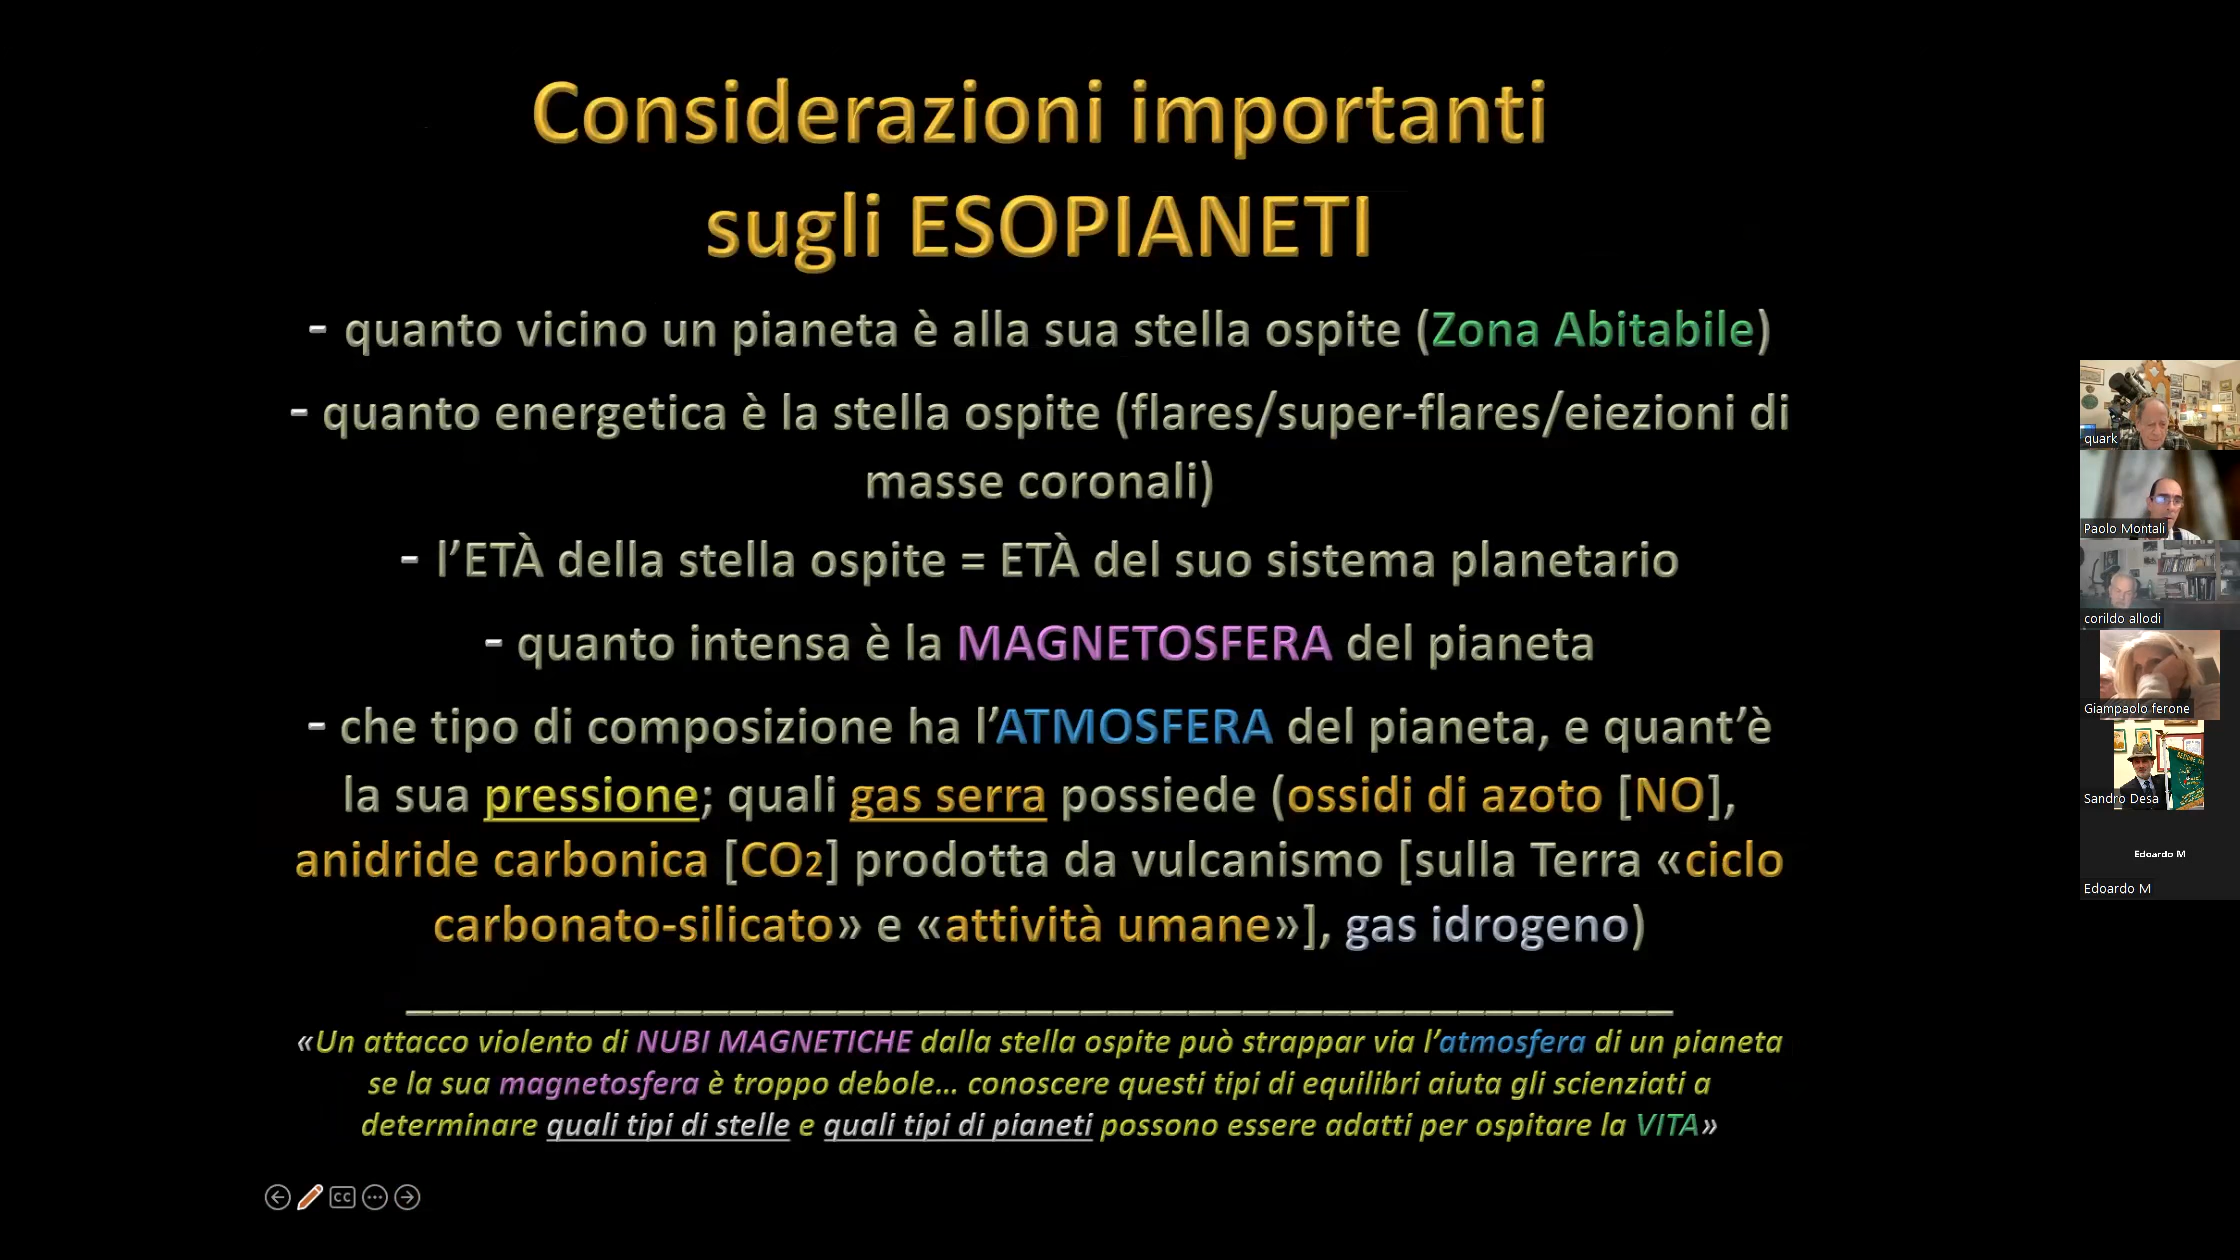 Considerazioni importanti
sugli ESOPIANETI
- quanto vicino un pianeta è alla sua stella ospite (Zona Abitabile)
- quanto energetica è la stella ospite (flares/super-flares/eiezioni di
masse coronali)
- l’ETÀ della stella ospite = ETÀ del suo sistema planetario
- quanto intensa è la MAGNETOSFERA del pianeta
- che tipo di composizione ha l’ATMOSFERA del pianeta, e quant’è
la sua pressione; quali gas serra possiede (ossidi di azoto [NO],
anidride carbonica [CO2] prodotta da vulcanismo [sulla Terra «ciclo
carbonato-silicato» e «attività umane»], gas idrogeno)
«Un attacco violento di NUBI MAGNETICHE dalla stella ospite può strappar via l’atmosfera di un pianeta
se la sua magnetosfera è troppo debole... conoscere questi tipi di equilibri aiuta gli scienziati a
determinare quali tipi di stelle e quali tipi di pianeti possono essere adatti per ospitare la VITA»
CC
quark
Paolo Montali
corildo allodi
Giampaolo ferone
Sandro Desa
Edoardo M
Edoardo M